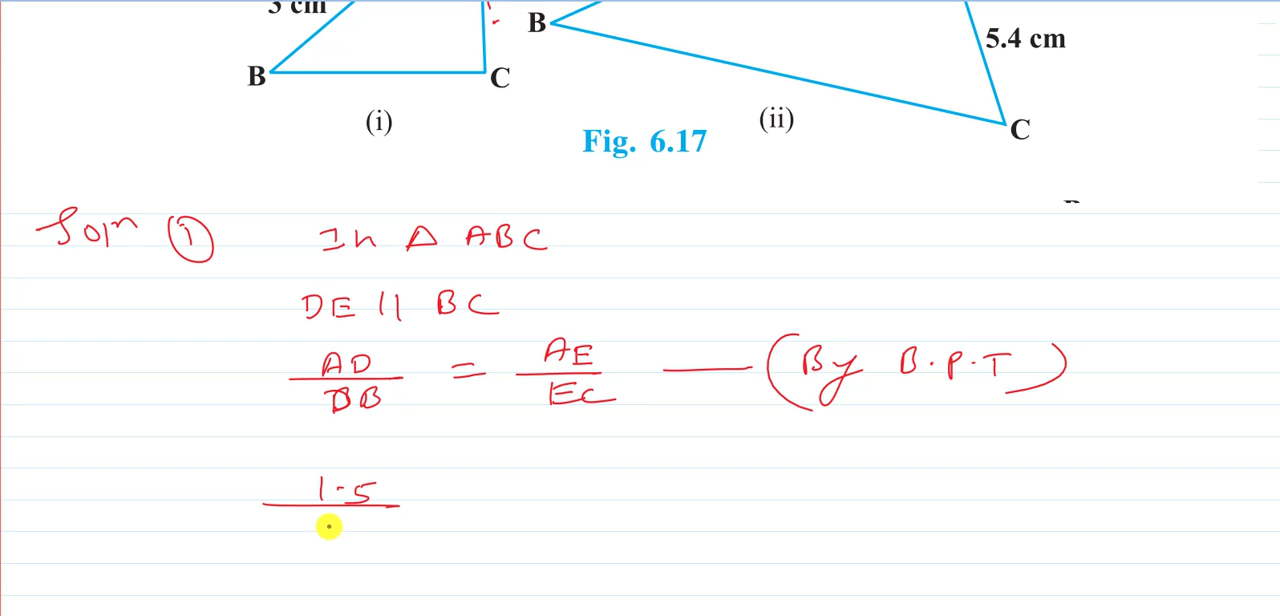 3 cm
B
C
(i)
B
5.4 cm
C
(ii)
Fig. 6.17
Soln (i) In Δ ABC
DE || BC
AD/DB = AE/EC — (By B.P.T)
1.5